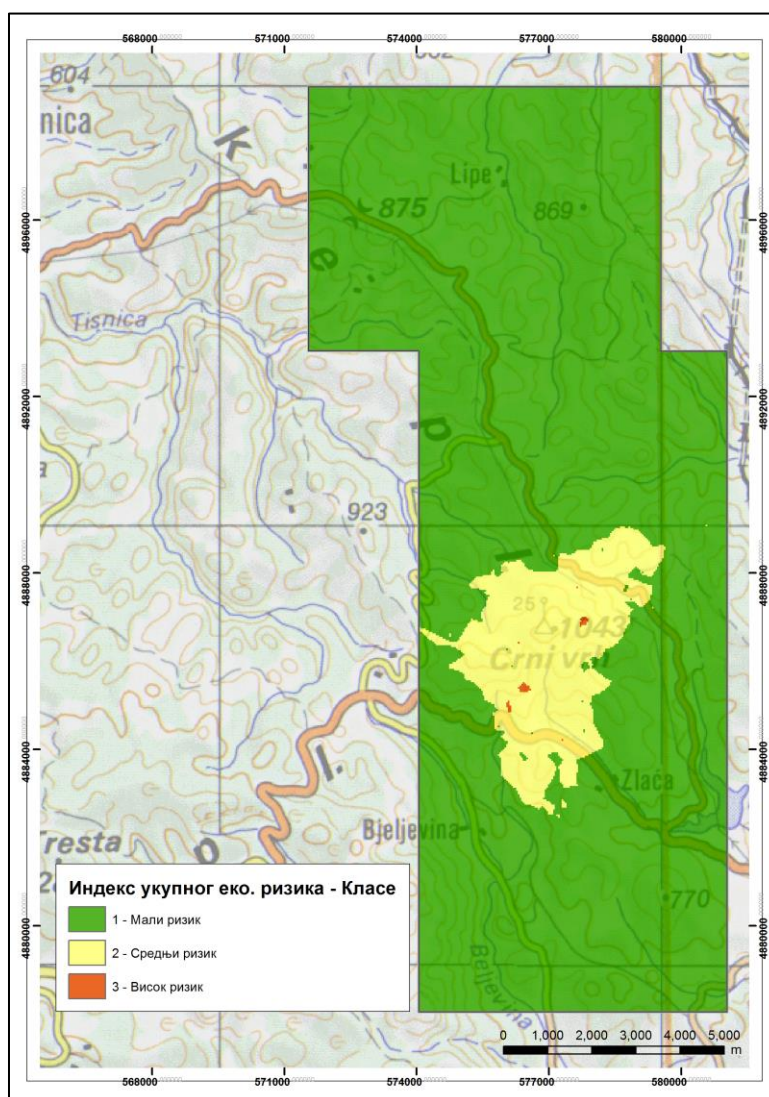 568000 571000 574000 577000 580000
604
nica
k
Lipe
875
869
e
r
4896000
4896000
Tisnica
4892000
4892000
p
923
4888000
4888000
l
25
1043
Crni vrh
4884000
4884000
Zlaća
l.
Bjeljevina
Tresta
p
770
4880000
4880000
Beljevina
Индекс укупног еко. ризика - Класе
1 - Мали ризик
2 - Средњи ризик
3 - Висок ризик
0 1,000 2,000 3,000 4,000 5,000
m
568000 571000 574000 577000 580000